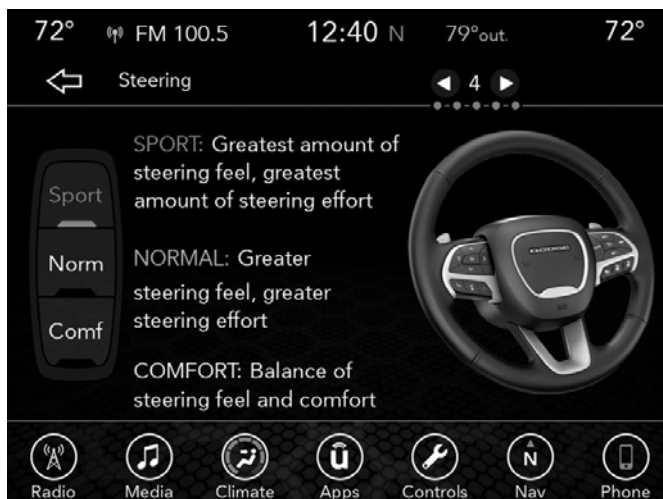 72° FM 100.5 12:40 N 79°out. 72°
Steering
4
Sport
Norm
Comf
SPORT: Greatest amount of
steering feel, greatest
amount of steering effort
NORMAL: Greater
steering feel, greater
steering effort
COMFORT: Balance of
steering feel and comfort
DODGE
Radio Media Climate ū Apps Controls N Nav Phone